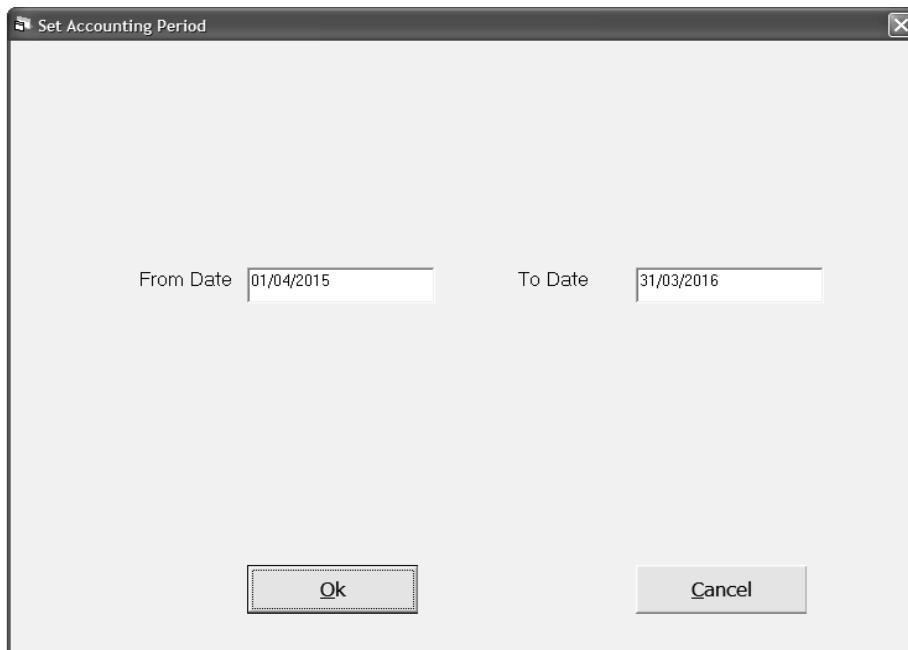 Set Accounting Period
From Date 01/04/2015 To Date 31/03/2016
Ok Cancel